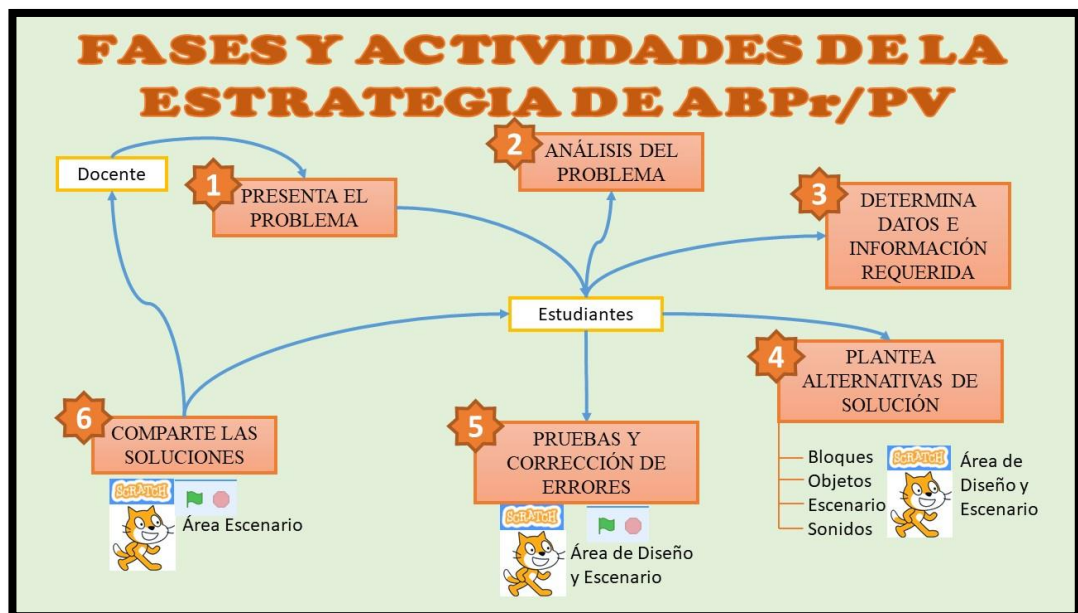 FASES Y ACTIVIDADES DE LA
ESTRATEGIA DE ABPr/PV
Docente
1
PRESENTA EL
PROBLEMA
2
ANÁLISIS DEL
PROBLEMA
3
DETERMINA
DATOS E
INFORMACIÓN
REQUERIDA
Estudiantes
4
PLANTEA
ALTERNATIVAS DE
SOLUCIÓN
Bloques
Objetos
Escenario
Sonidos
SCRATCH
Área de
Diseño y
Escenario
5
PRUEBAS Y
CORRECCIÓN DE
ERRORES
SCRATCH
Área de Diseño
y Escenario
6
COMPARTE LAS
SOLUCIONES
SCRATCH
Área Escenario